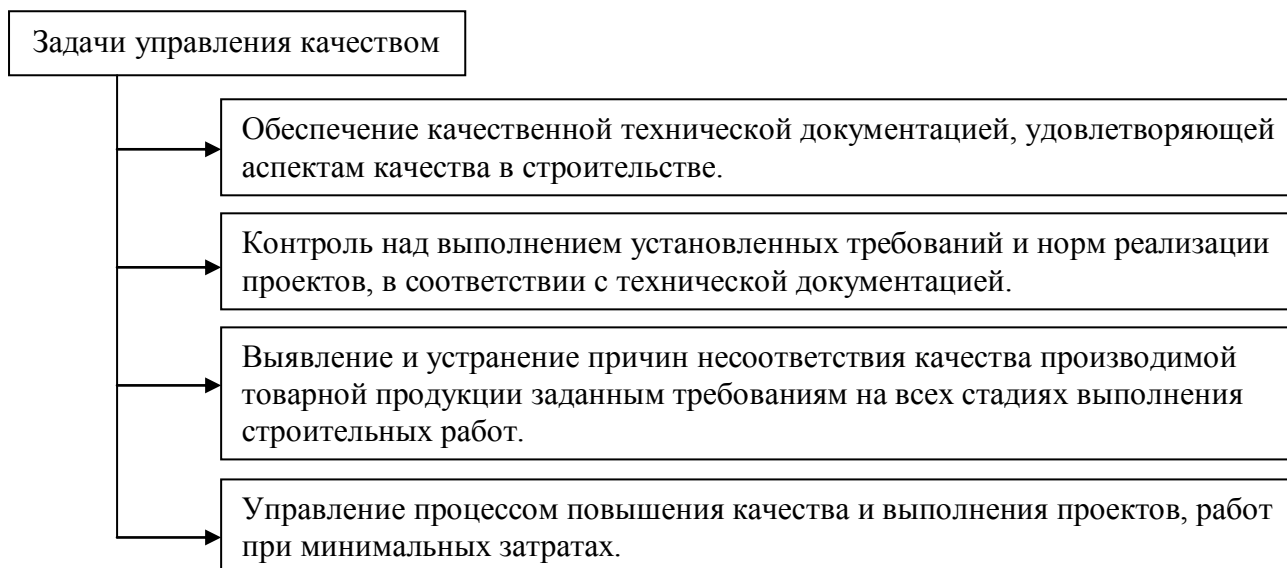 Задачи управления качеством
Обеспечение качественной технической документацией, удовлетворяющей
аспектам качества в строительстве.
Контроль над выполнением установленных требований и норм реализации
проектов, в соответствии с технической документацией.
Выявление и устранение причин несоответствия качества производимой
товарной продукции заданным требованиям на всех стадиях выполнения
строительных работ.
Управление процессом повышения качества и выполнения проектов, работ
при минимальных затратах.